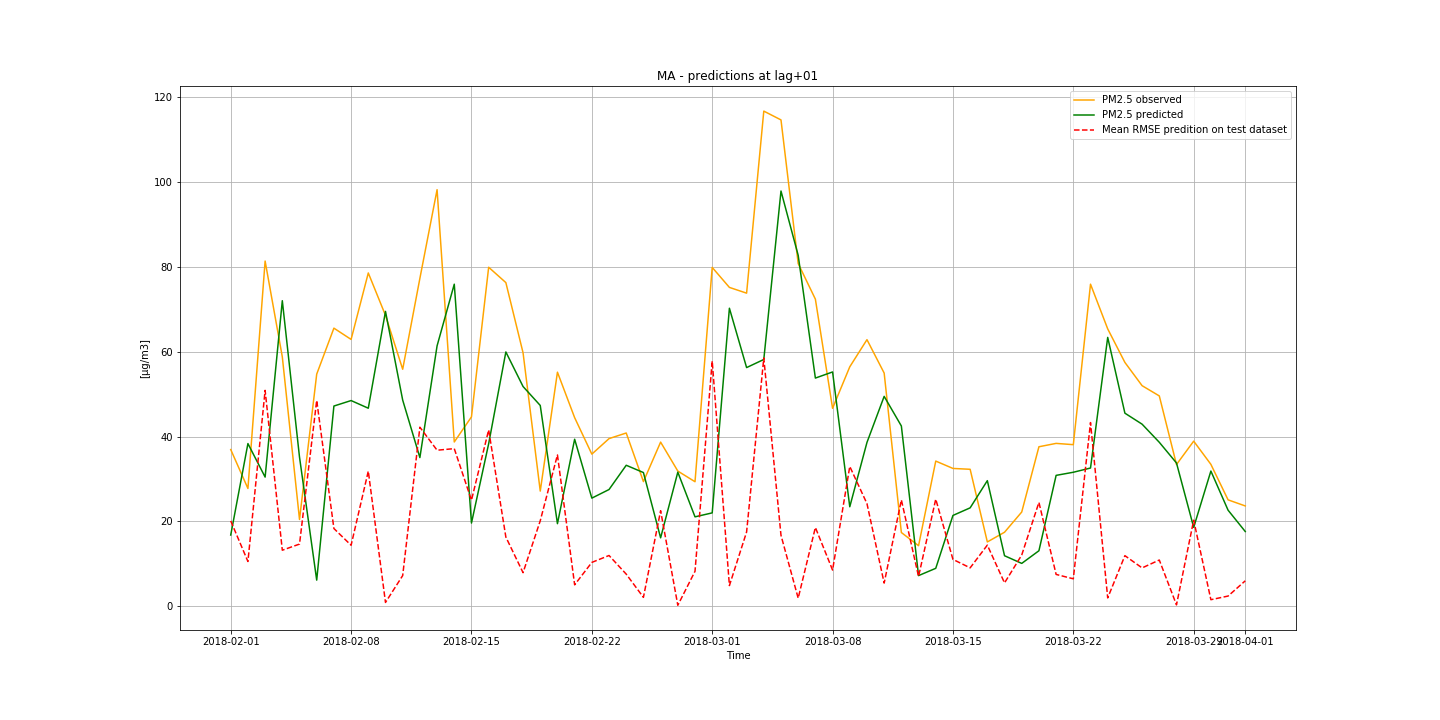 MA - predictions at lag+01
PM2.5 observed
PM2.5 predicted
Mean RMSE predition on test dataset
120
100
80
60
40
20
0
[µg/m3]
2018-02-01 2018-02-08 2018-02-15 2018-02-22 2018-03-01 2018-03-08 2018-03-15 2018-03-22 2018-03-29 2018-04-01
Time